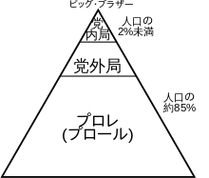 ビッグ・ブラザー
党
内局
人口の
2%未満
党外局
人口の
約85%
プロレ
(プロール)